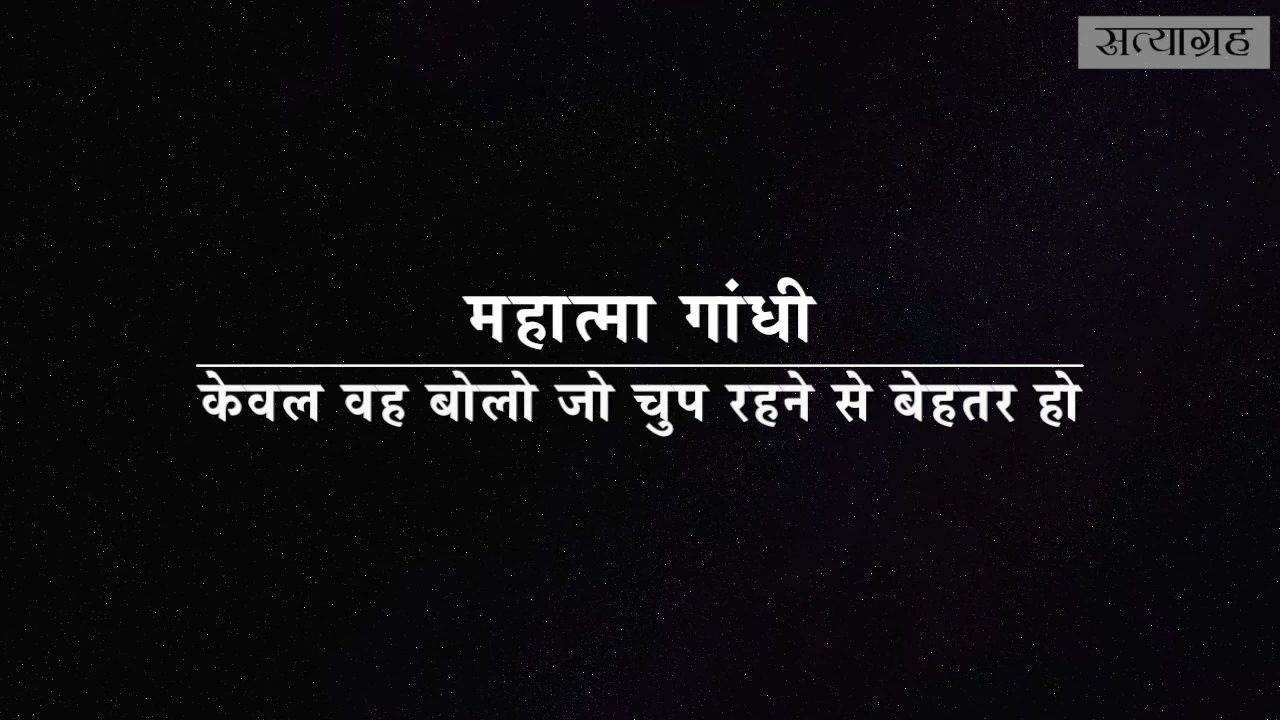 सत्याग्रह
महात्मा गांधी
केवल वह बोलो जो चुप रहने से बेहतर हो